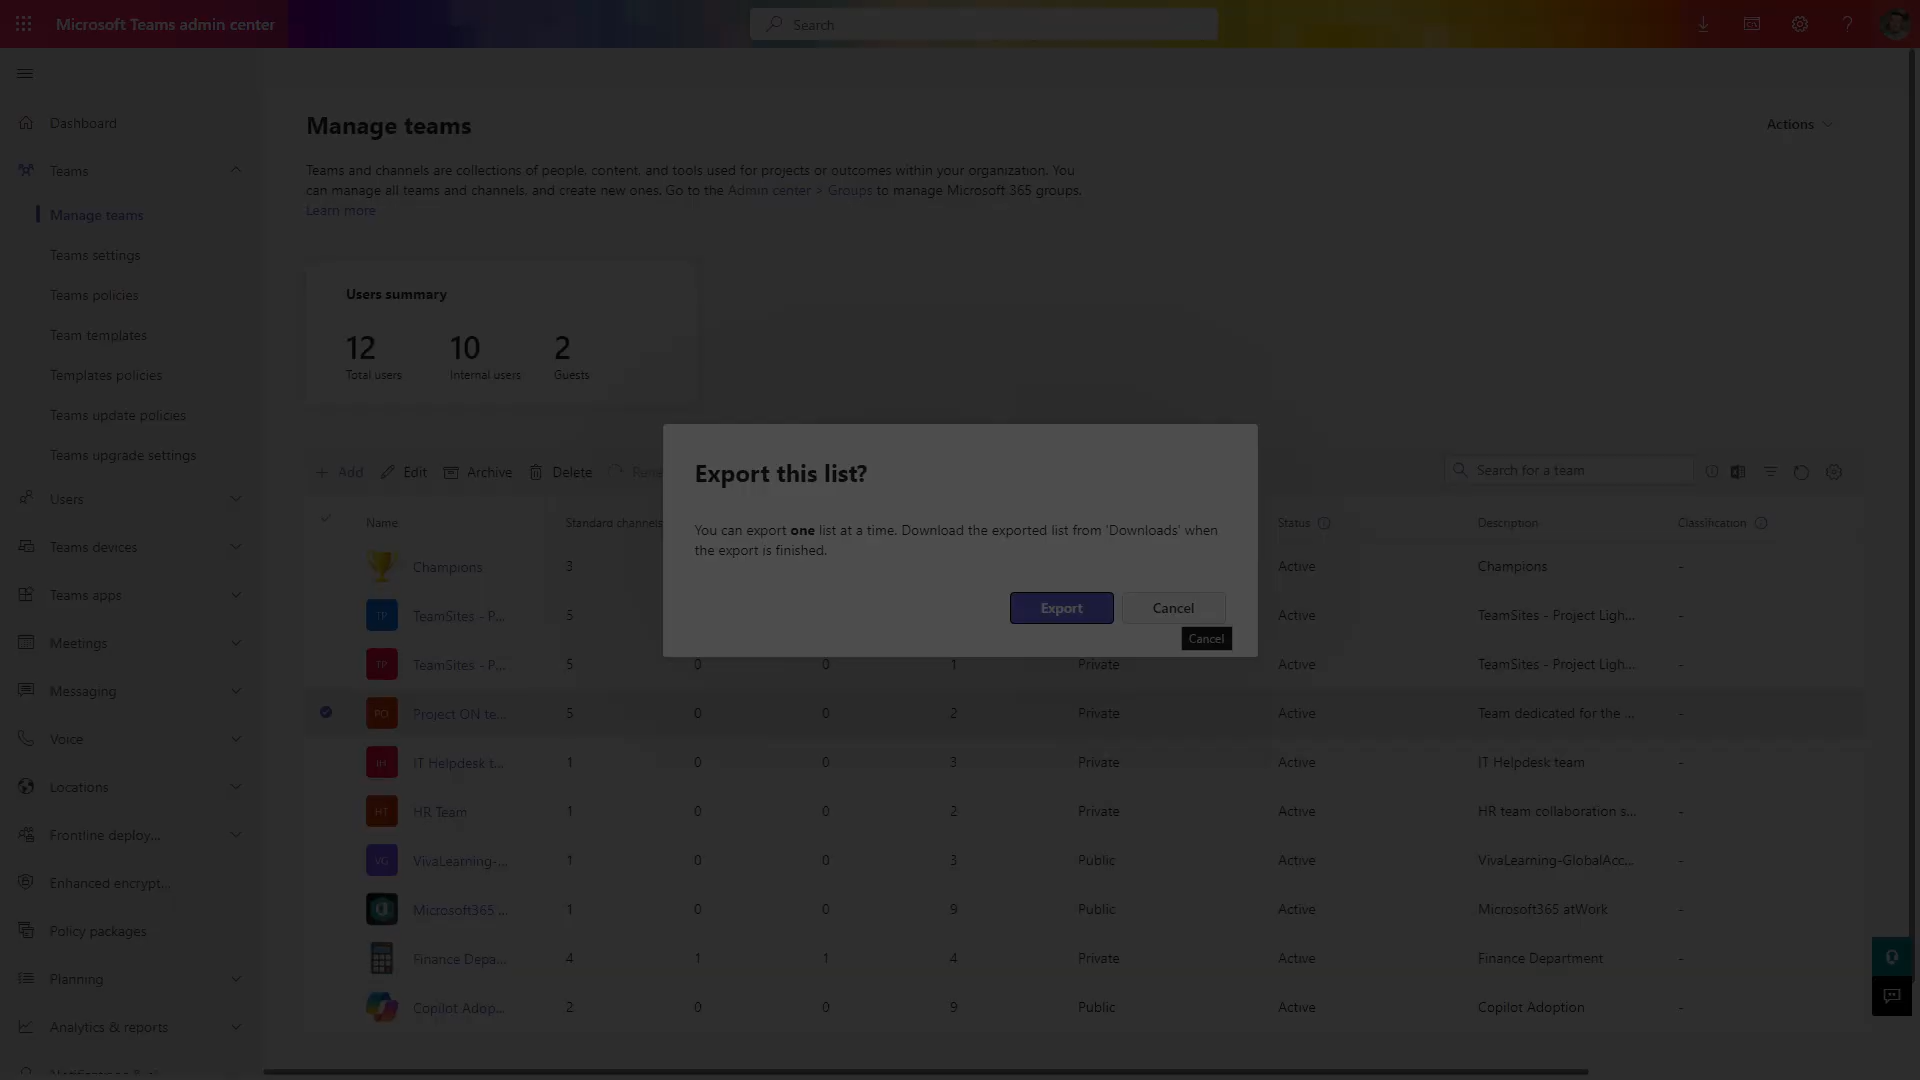 Microsoft Teams admin center
Search
Dashboard
Teams
Manage teams
Teams settings
Teams policies
Team templates
Templates policies
Teams update policies
Teams upgrade settings
Users
Teams devices
Teams apps
Meetings
Messaging
Voice
Locations
Frontline deploy...
Enhanced encrypt...
Policy packages
Planning
Analytics & reports
Manage teams
Actions
Teams and channels are collections of people, content, and tools used for projects or outcomes within your organization. You
can manage all teams and channels, and create new ones. Go to the Admin center > Groups to manage Microsoft 365 groups.
Learn more
Users summary
12 10 2
Total users Internal users Guests
Add Edit Archive Delete
Search for a team
Export this list?
You can export one list at a time. Download the exported list from 'Downloads' when
the export is finished.
Export Cancel
Cancel
Name Standard channels Status Description Classification
Champions 3 Active Champions -
TP TeamSites - P... 5 Active TeamSites - Project Ligh... -
TP TeamSites - P... 5 0 0 1 Private Active TeamSites - Project Ligh... -
PO Project ON te... 5 0 0 2 Private Active Team dedicated for the ... -
IH IT Helpdesk t... 1 0 0 3 Private Active IT Helpdesk team -
HT HR Team 1 0 0 2 Private Active HR team collaboration s... -
VG VivaLearning-... 1 0 0 3 Public Active VivaLearning-GlobalAcc... -
Microsoft365 ... 1 0 0 9 Public Active Microsoft365 atWork -
Finance Depa... 4 1 1 4 Private Active Finance Department -
Copilot Adop... 2 0 0 9 Public Active Copilot Adoption -